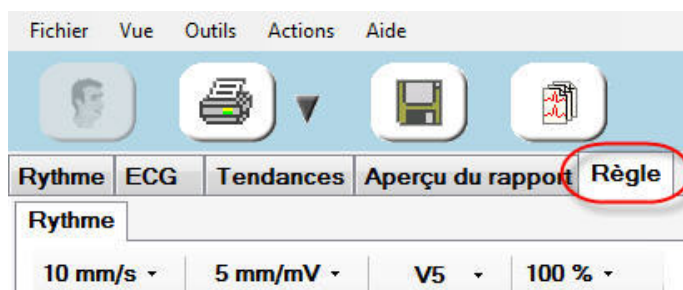 Fichier Vue Outils Actions Aide
Rythme ECG Tendances Aperçu du rapport Règle
Rythme
10 mm/s 5 mm/mV V5 100 %